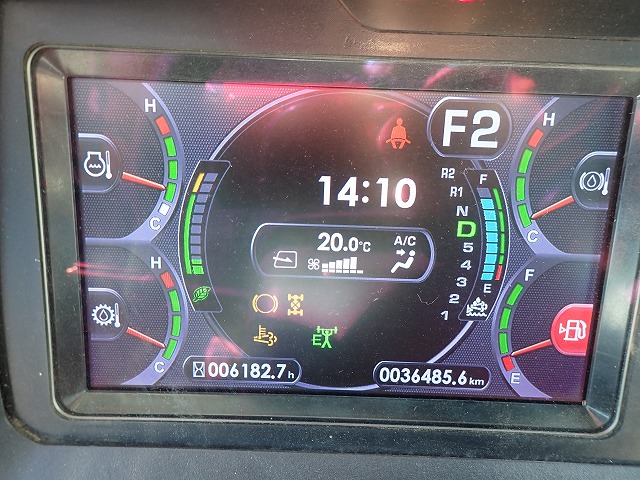 H
C
H
C
F2
R2
R1
N
D
5
4
3
2
1
F
E
14:10
20.0°C
A/C
E
H
C
F
E
006182.7h
0036485.6km